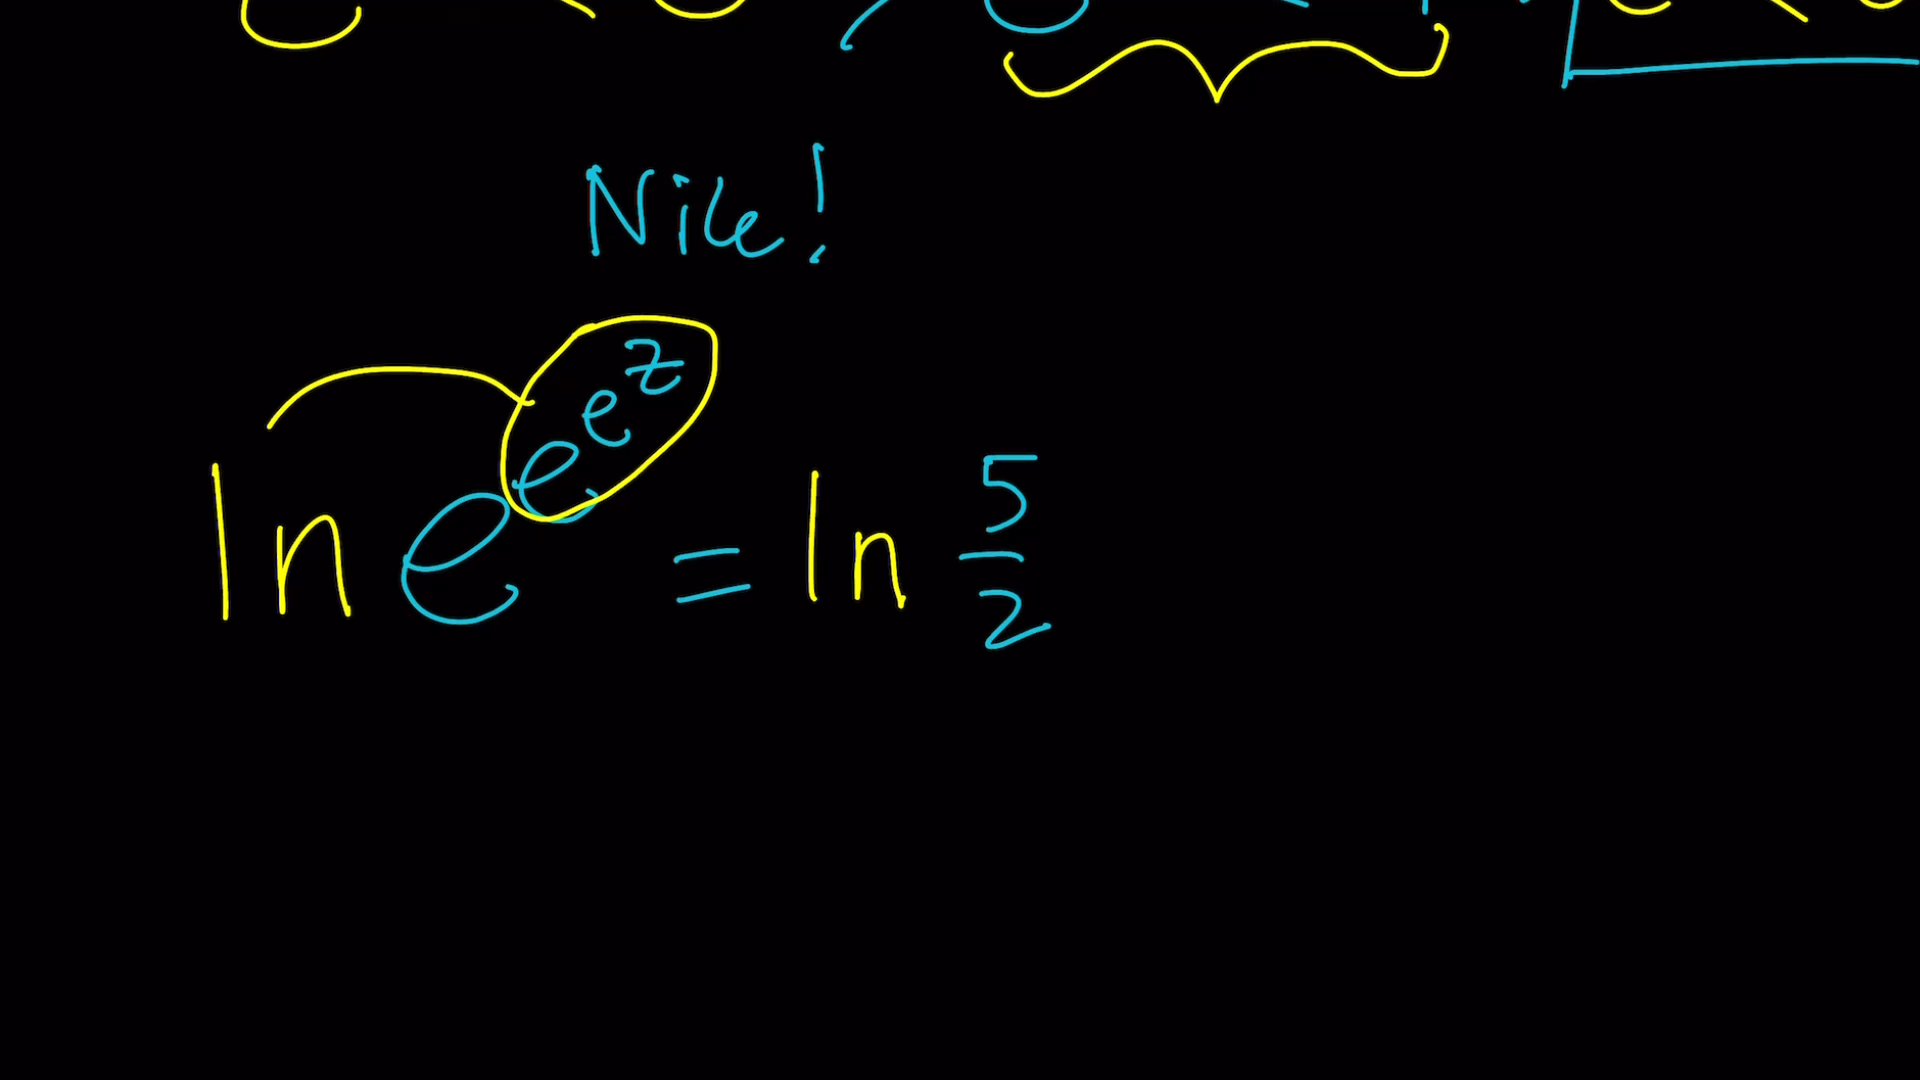 Nice!
ln e^e^e^z = ln 5/2